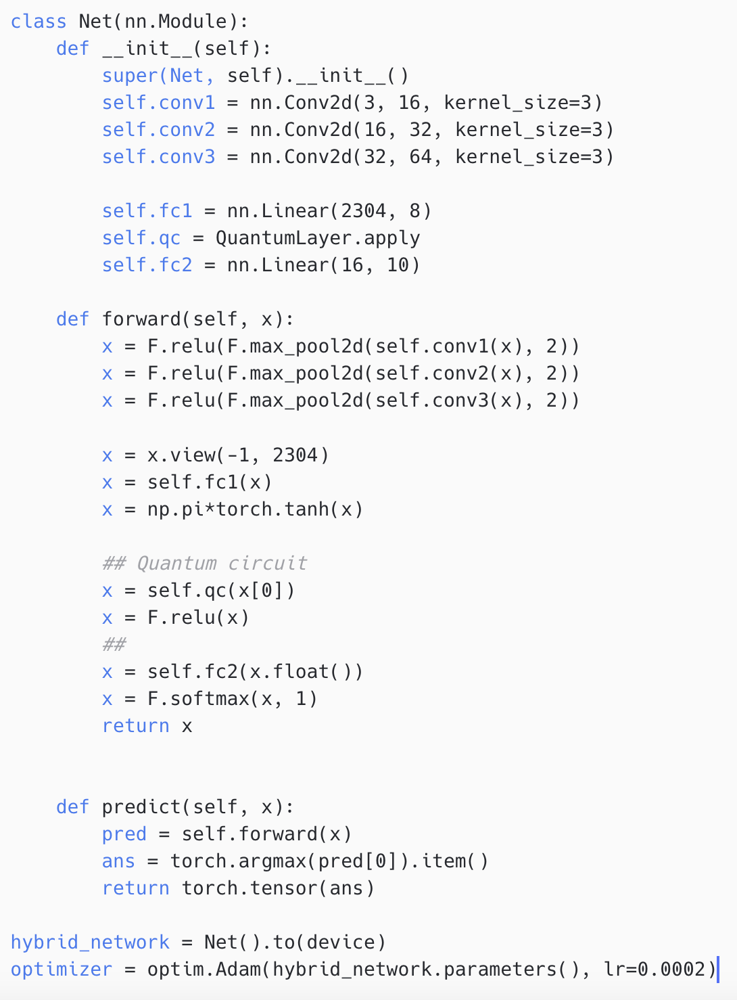 class Net(nn.Module):
    def __init__(self):
        super(Net, self).__init__()
        self.conv1 = nn.Conv2d(3, 16, kernel_size=3)
        self.conv2 = nn.Conv2d(16, 32, kernel_size=3)
        self.conv3 = nn.Conv2d(32, 64, kernel_size=3)

        self.fc1 = nn.Linear(2304, 8)
        self.qc = QuantumLayer.apply
        self.fc2 = nn.Linear(16, 10)

    def forward(self, x):
        x = F.relu(F.max_pool2d(self.conv1(x), 2))
        x = F.relu(F.max_pool2d(self.conv2(x), 2))
        x = F.relu(F.max_pool2d(self.conv3(x), 2))

        x = x.view(-1, 2304)
        x = self.fc1(x)
        x = np.pi*torch.tanh(x)

        ## Quantum circuit
        x = self.qc(x[0])
        x = F.relu(x)
        ##
        x = self.fc2(x.float())
        x = F.softmax(x, 1)
        return x


    def predict(self, x):
        pred = self.forward(x)
        ans = torch.argmax(pred[0]).item()
        return torch.tensor(ans)

hybrid_network = Net().to(device)
optimizer = optim.Adam(hybrid_network.parameters(), lr=0.0002)